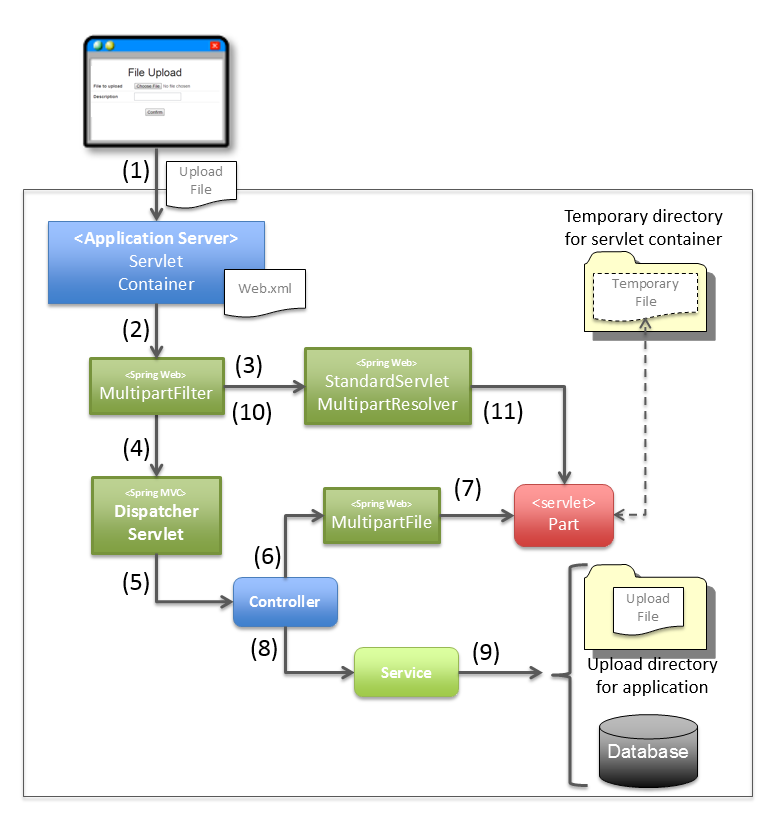 File Upload
File to upload Choose File No file chosen
Description
Confirm
(1)
Upload
File
<Application Server>
Servlet
Container
Web.xml
Temporary directory
for servlet container
Temporary
File
(2)
<Spring Web>
MultipartFilter
(3)
(10)
<Spring Web>
StandardServlet
MultipartResolver
(11)
(4)
<Spring MVC>
Dispatcher
Servlet
<Spring Web>
MultipartFile
(7)
<servlet>
Part
(5)
(6)
Controller
(8)
Service
(9)
Upload
File
Upload directory
for application
Database